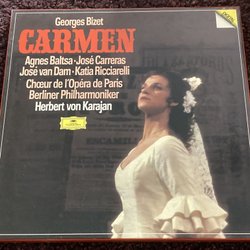 Georges Bizet
CARMEN
Agnes Baltsa · José Carreras
José van Dam · Katia Ricciarelli
Chœur de l'Opéra de Paris
Berliner Philharmoniker
Herbert von Karajan